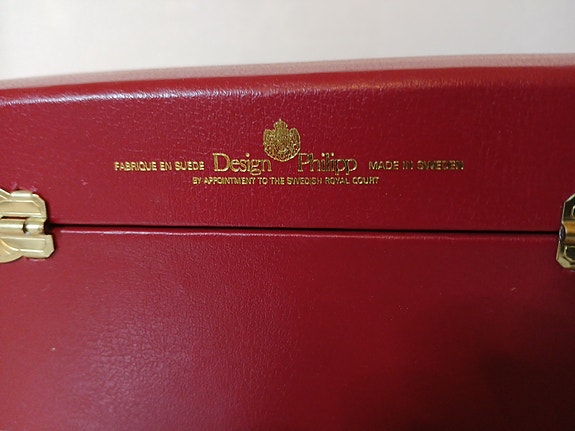 FABRIQUE EN SUEDE Design Philipp MADE IN SWEDEN
BY APPOINTMENT TO THE SWEDISH ROYAL COURT